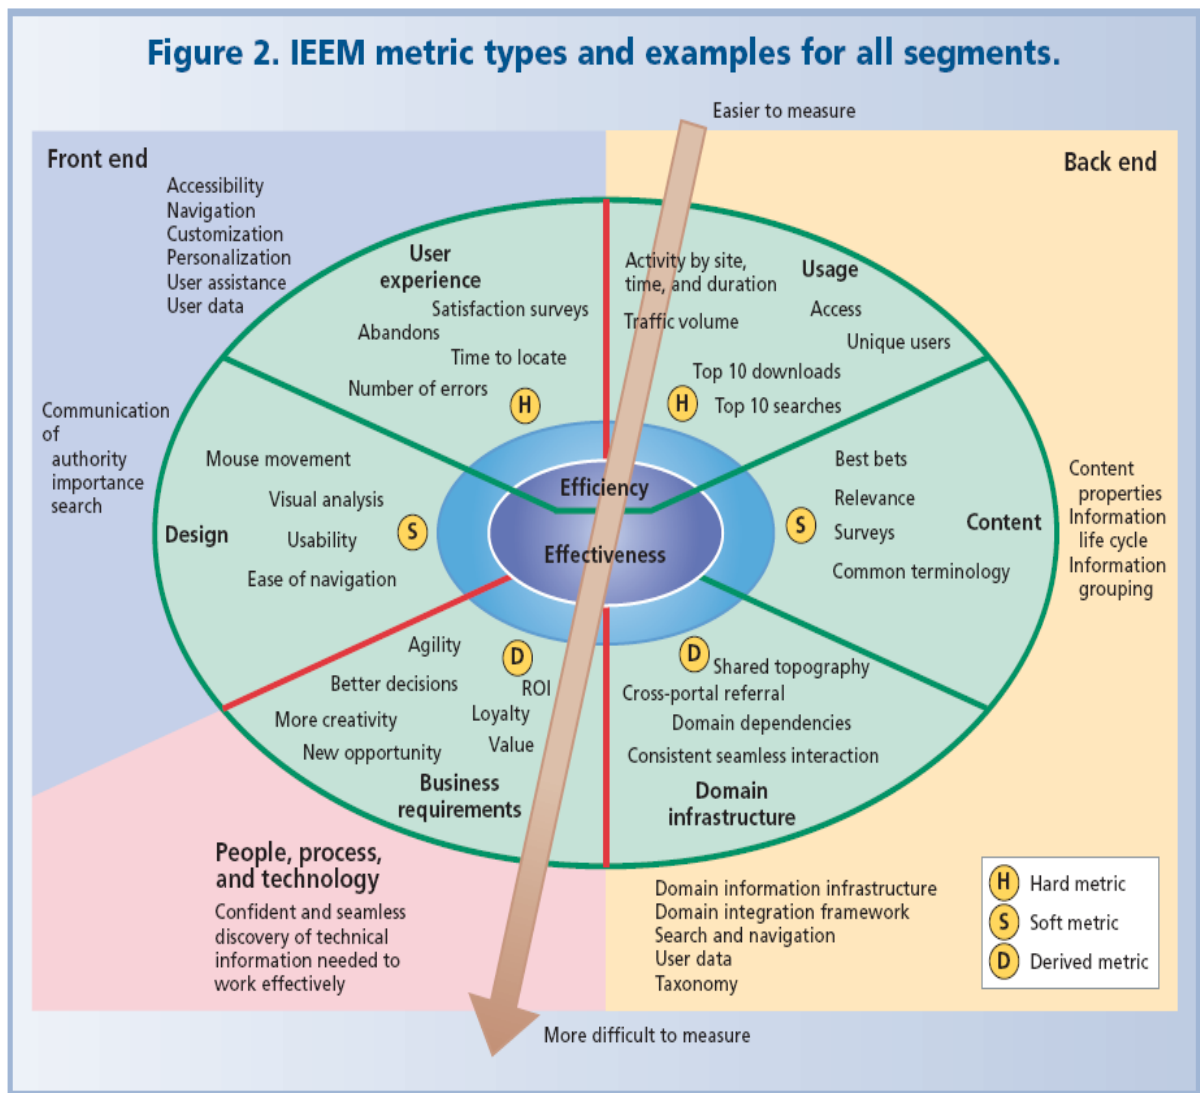 Figure 2. IEEM metric types and examples for all segments.
Easier to measure
Front end
Accessibility
Navigation
Customization
Personalization
User assistance
User data
Communication
of
authority
importance
search
Back end
User
experience
Satisfaction surveys
Abandons
Time to locate
Number of errors
H
Activity by site,
time, and duration
Usage
Access
Traffic volume
Unique users
Top 10 downloads
H
Top 10 searches
Mouse movement
Visual analysis
Design
Usability
Ease of navigation
S
Efficiency
Effectiveness
S
Best bets
Relevance
Surveys
Common terminology
Content
Content
properties
Information
life cycle
Information
grouping
Agility
D
Better decisions
ROI
More creativity
Loyalty
New opportunity
Value
Business
requirements
D
Shared topography
Cross-portal referral
Domain dependencies
Consistent seamless interaction
Domain
infrastructure
People, process,
and technology
Confident and seamless
discovery of technical
information needed to
work effectively
Domain information infrastructure
Domain integration framework
Search and navigation
User data
Taxonomy
H Hard metric
S Soft metric
D Derived metric
More difficult to measure